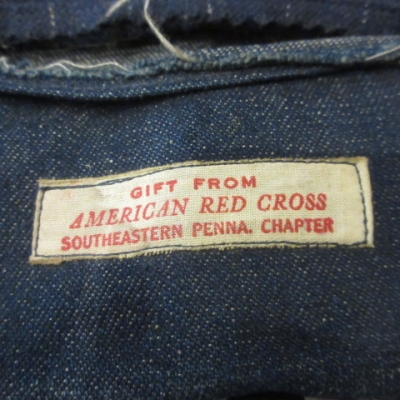 GIFT FROM
AMERICAN RED CROSS
SOUTHEASTERN PENNA. CHAPTER